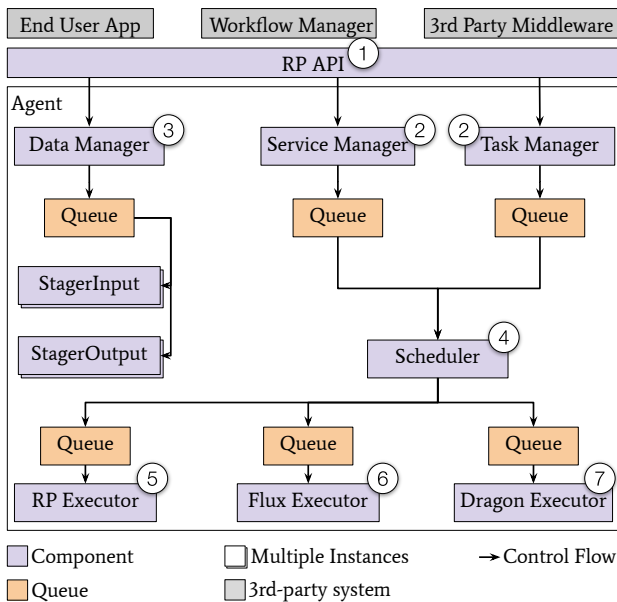 End User App
Workflow Manager
3rd Party Middleware
1
RP API
Agent
3
2
2
Data Manager
Service Manager
Task Manager
Queue
Queue
Queue
StagerInput
StagerOutput
4
Scheduler
Queue
Queue
Queue
5
6
7
RP Executor
Flux Executor
Dragon Executor
Component
Multiple Instances
Control Flow
Queue
3rd-party system